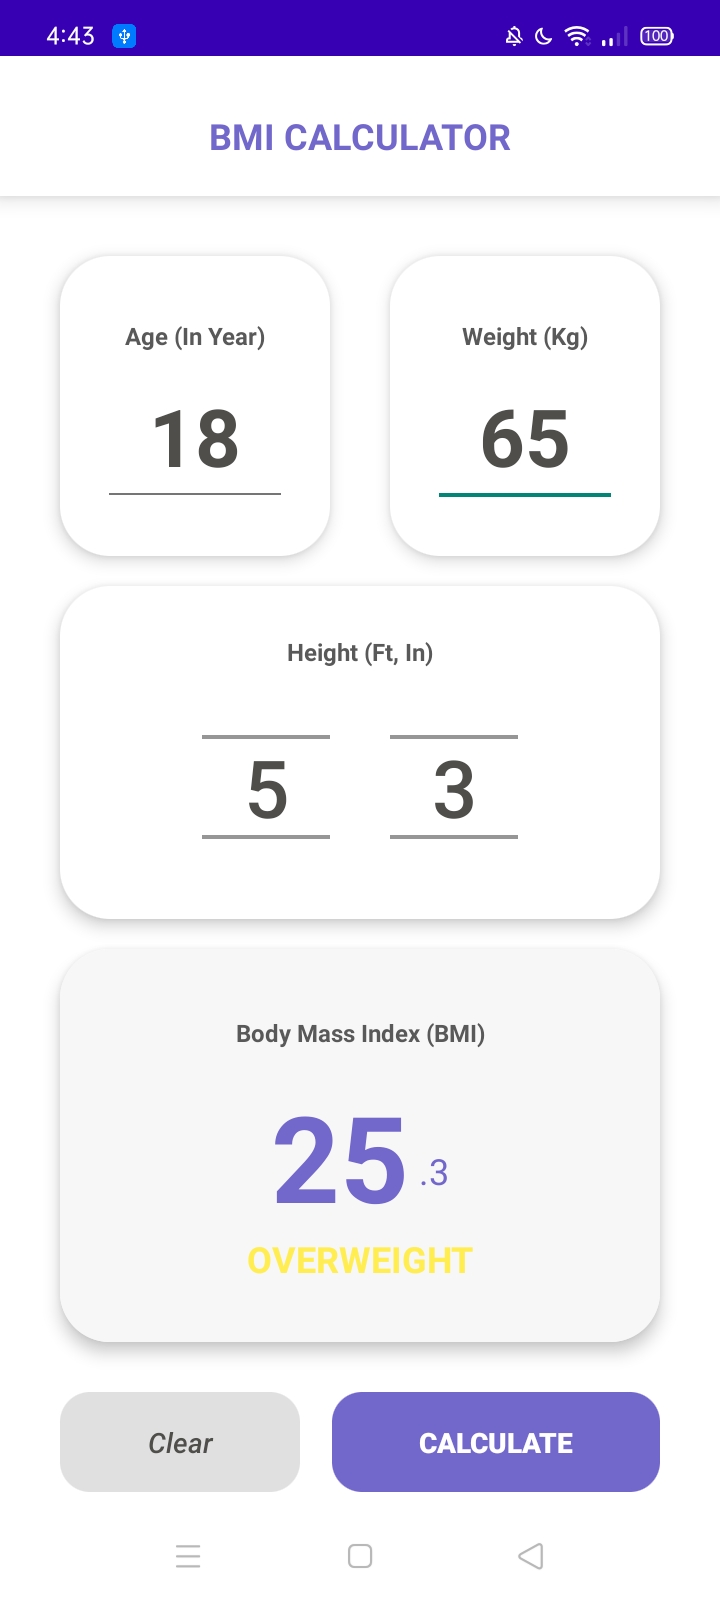 4:43 100
BMI CALCULATOR
Age (In Year) Weight (Kg)
18 65
Height (Ft, In)
5 3
Body Mass Index (BMI)
25 .3
OVERWEIGHT
Clear CALCULATE